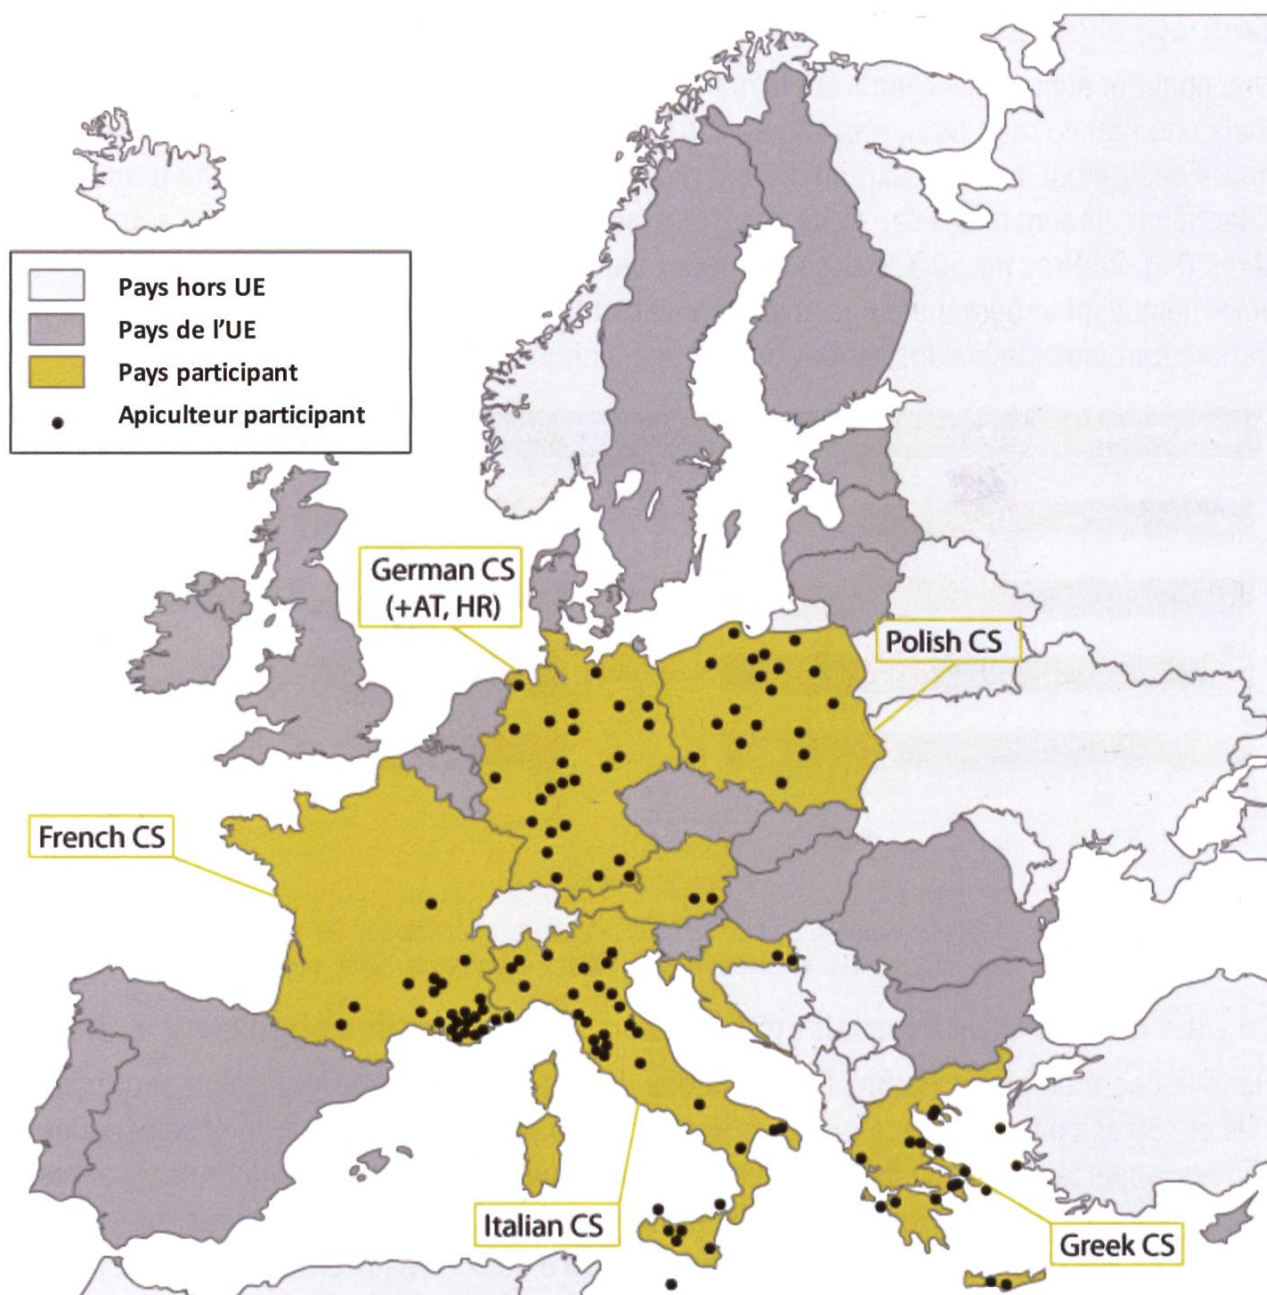 Pays hors UE
Pays de l’UE
Pays participant
Apiculteur participant
German CS
(+AT, HR)
Polish CS
French CS
Italian CS
Greek CS